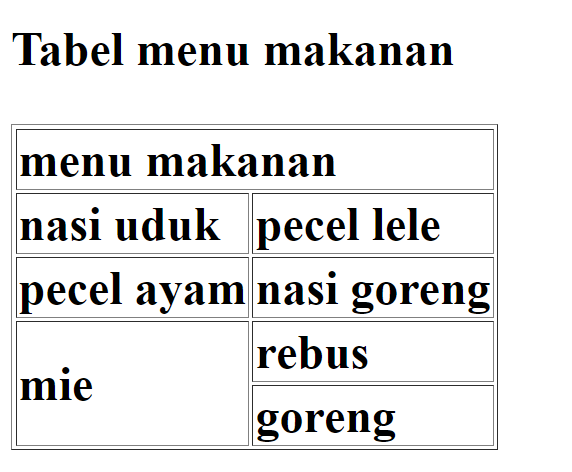 Tabel menu makanan
menu makanan
nasi uduk pecel lele
pecel ayam nasi goreng
mie
rebus
goreng